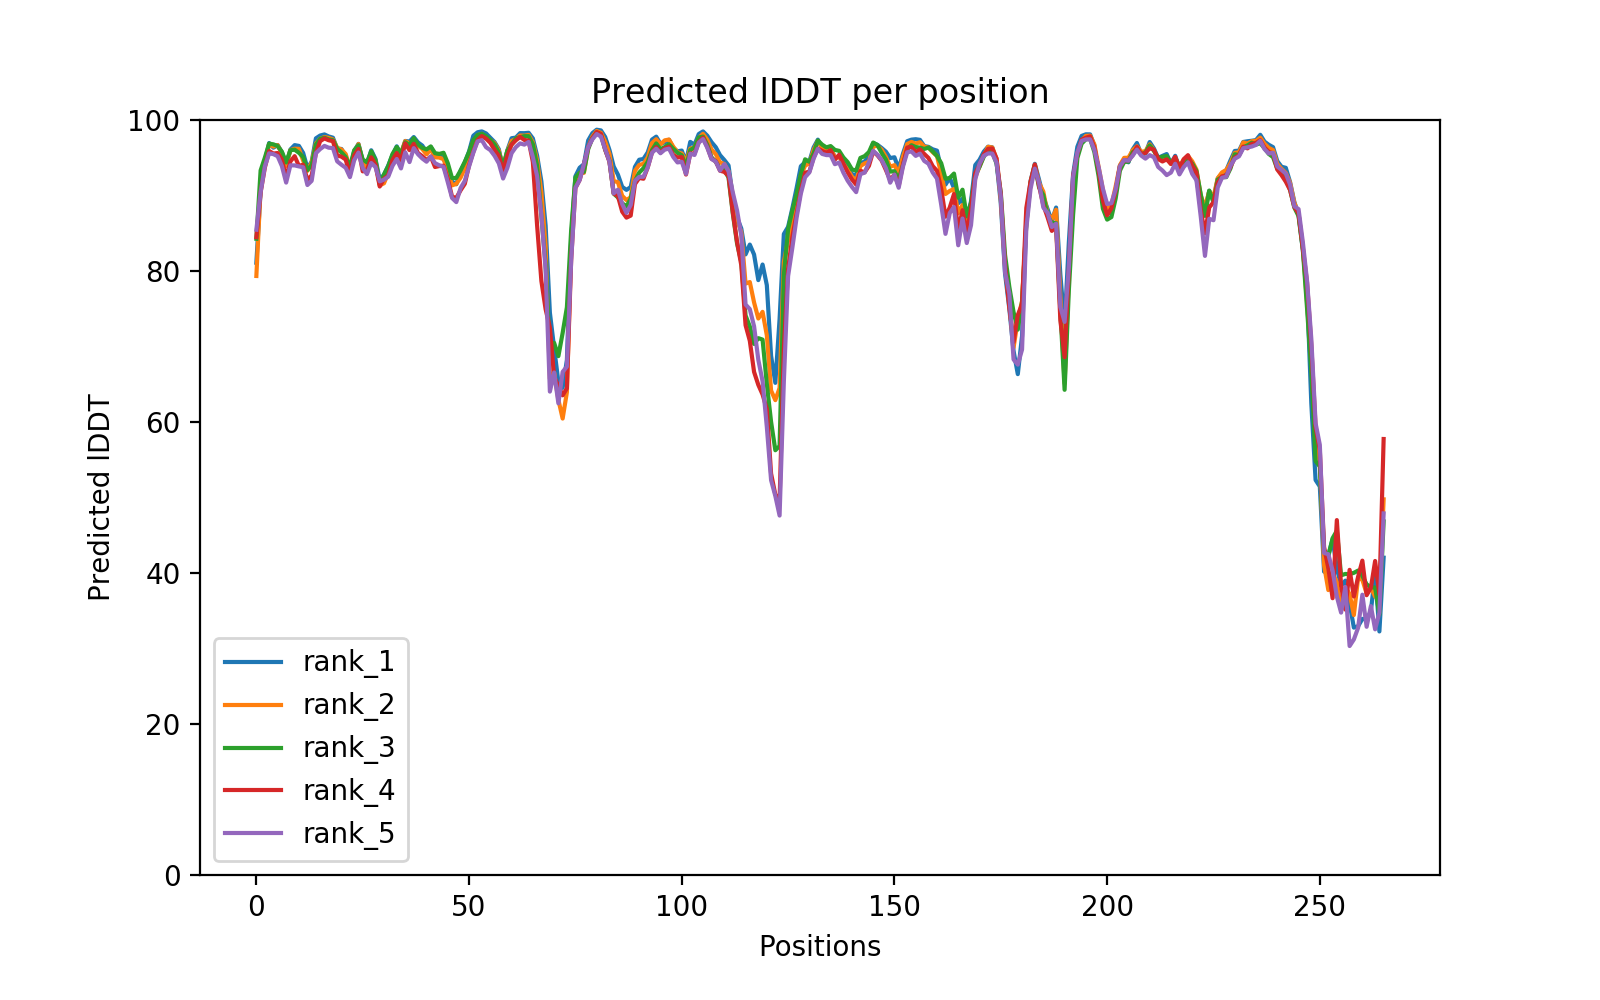 Predicted lDDT per position
100
80
60
40
20
0
Predicted lDDT
rank_1
rank_2
rank_3
rank_4
rank_5
0 50 100 150 200 250
Positions